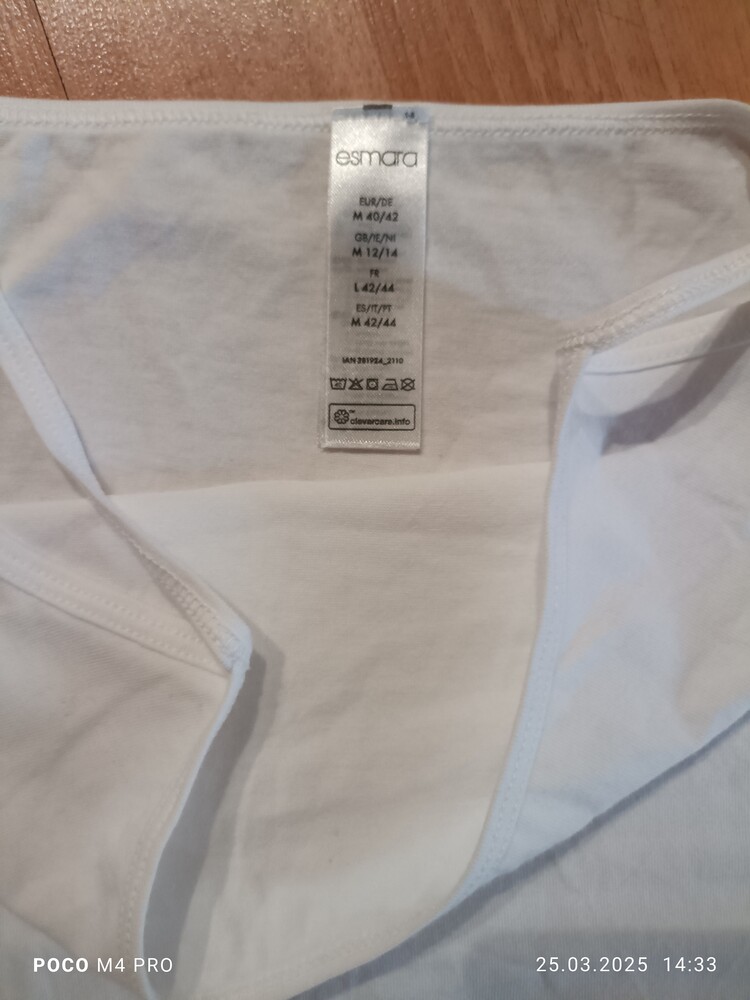 esmara
EUR/DE
M 40/42
GB/IE/NI
M 12/14
FR
L 42/44
ES/IT/PT
M 42/44
IAN 381924_2110
clevercare.info
POCO M4 PRO
25.03.2025 14:33